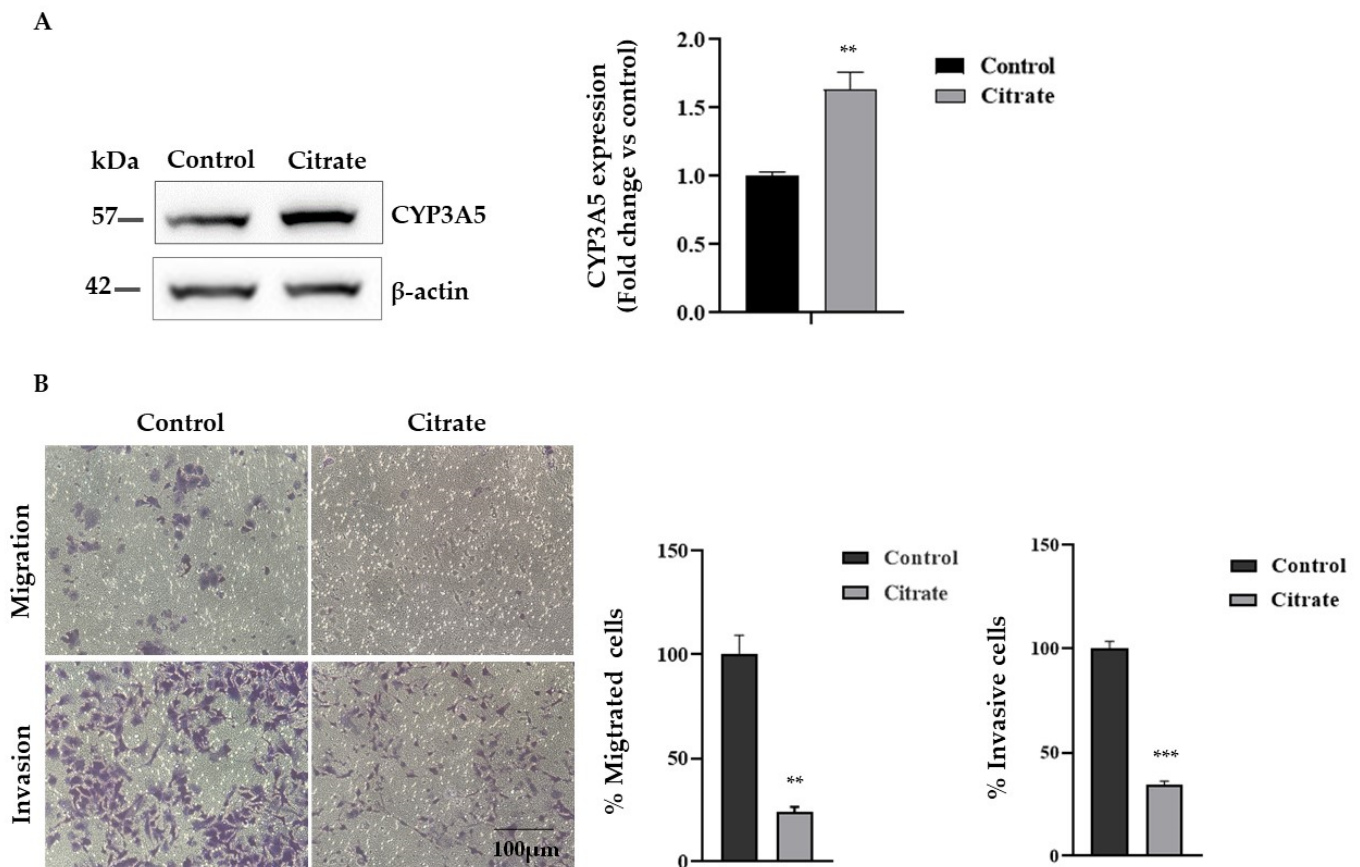 A
kDa Control Citrate
57 CYP3A5
42 β-actin
CYP3A5 expression
(Fold change vs control)
2.0
1.5
1.0
0.5
0.0
**
Control
Citrate
B
Control Citrate
Migration
Invasion
100µm
% Migtrated cells
150
100
50
0
**
Control
Citrate
% Invasive cells
150
100
50
0
***
Control
Citrate